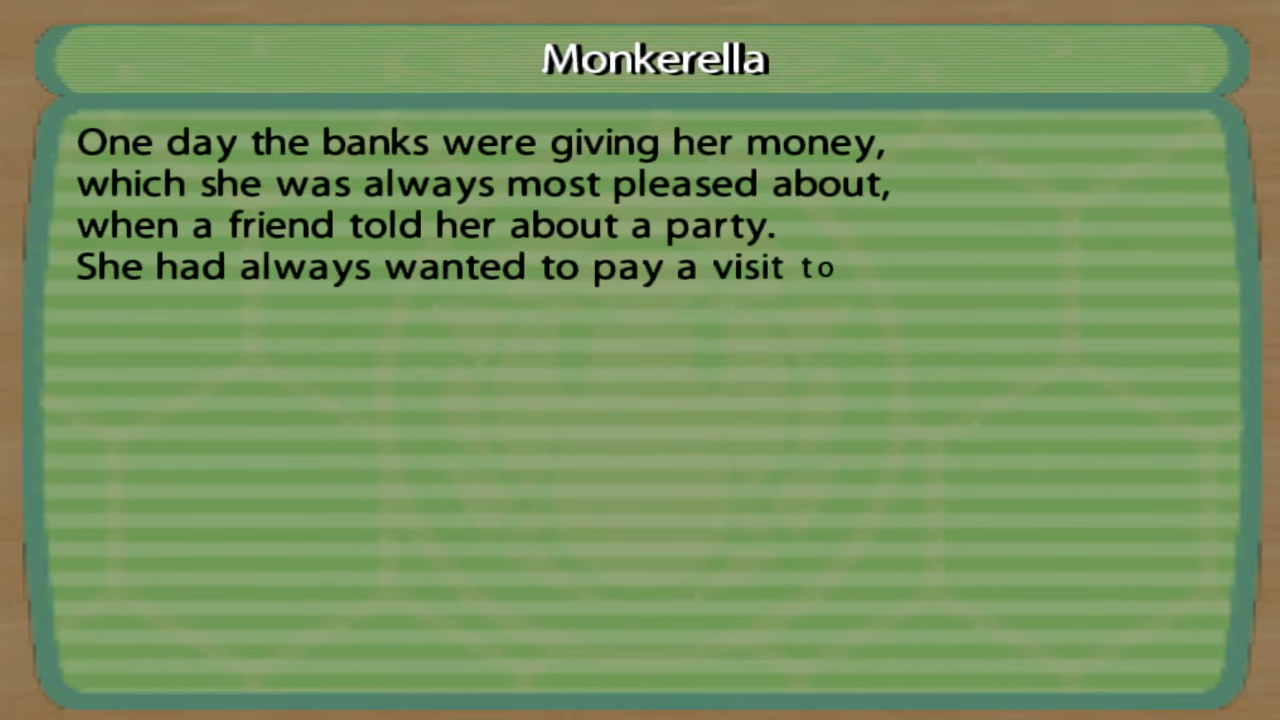 Monkerella
One day the banks were giving her money,
which she was always most pleased about,
when a friend told her about a party.
She had always wanted to pay a visit to